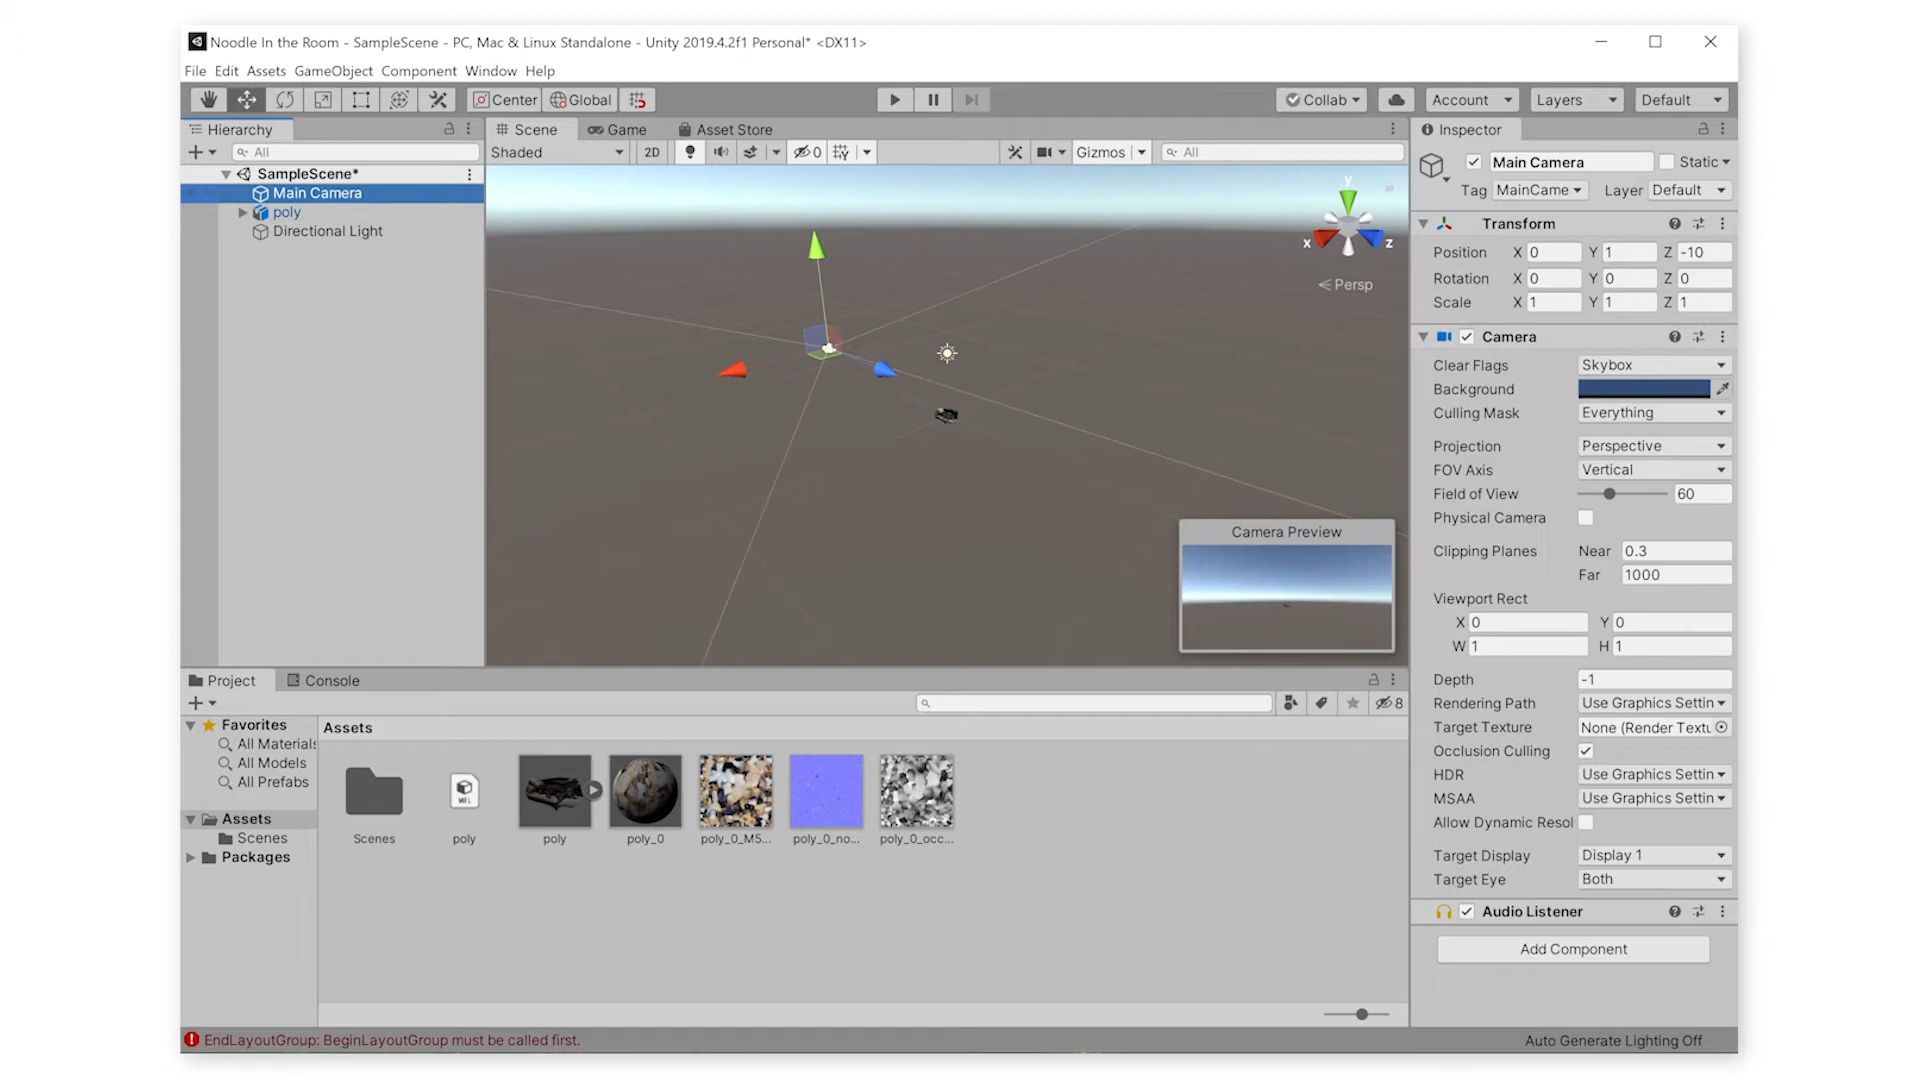 Noodle In the Room - SampleScene - PC, Mac & Linux Standalone - Unity 2019.4.2f1 Personal* <DX11>
File Edit Assets GameObject Component Window Help
Center Global Collab Account Layers Default
Hierarchy
All
SampleScene*
Main Camera
poly
Directional Light
Scene Game Asset Store
Shaded 2D 0 Gizmos All
y
x z
Persp
Camera Preview
Inspector
Main Camera Static
Tag MainCame Layer Default
Transform
Position X 0 Y 1 Z -10
Rotation X 0 Y 0 Z 0
Scale X 1 Y 1 Z 1
Camera
Clear Flags Skybox
Background
Culling Mask Everything
Projection Perspective
FOV Axis Vertical
Field of View 60
Physical Camera
Clipping Planes Near 0.3
Far 1000
Viewport Rect
X 0 Y 0
W 1 H 1
Depth -1
Rendering Path Use Graphics Settin
Target Texture None (Render Textu
Occlusion Culling
HDR Use Graphics Settin
MSAA Use Graphics Settin
Allow Dynamic Resol
Target Display Display 1
Target Eye Both
Audio Listener
Add Component
Project Console
8
Favorites
All Materials
All Models
All Prefabs
Assets
Scenes
Packages
Assets
Scenes poly poly poly_0 poly_0_M5... poly_0_no... poly_0_occ...
EndLayoutGroup: BeginLayoutGroup must be called first.
Auto Generate Lighting Off